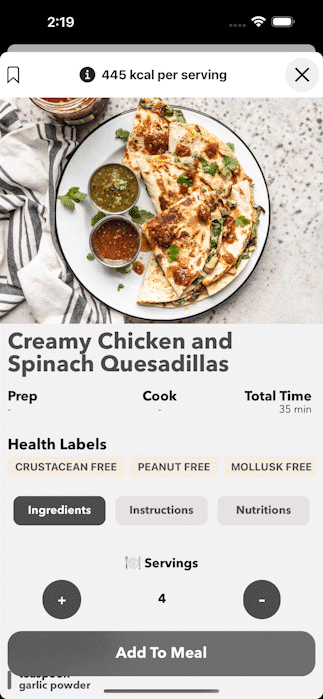 2:19
445 kcal per serving
Creamy Chicken and
Spinach Quesadillas
Prep Cook Total Time
- - 35 min
Health Labels
CRUSTACEAN FREE PEANUT FREE MOLLUSK FREE
Ingredients Instructions Nutritions
🍽 Servings
+ 4 -
Add To Meal
teaspoon
garlic powder